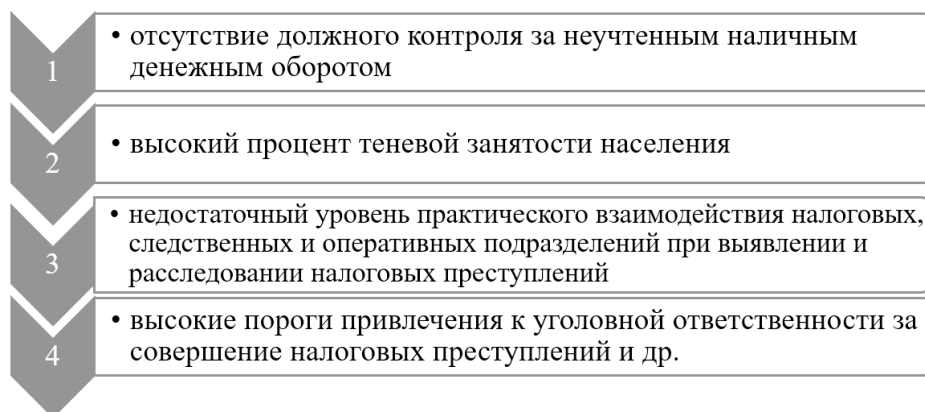 1
• отсутствие должного контроля за неучтенным наличным
денежным оборотом
2
• высокий процент теневой занятости населения
3
• недостаточный уровень практического взаимодействия налоговых,
следственных и оперативных подразделений при выявлении и
расследовании налоговых преступлений
4
• высокие пороги привлечения к уголовной ответственности за
совершение налоговых преступлений и др.